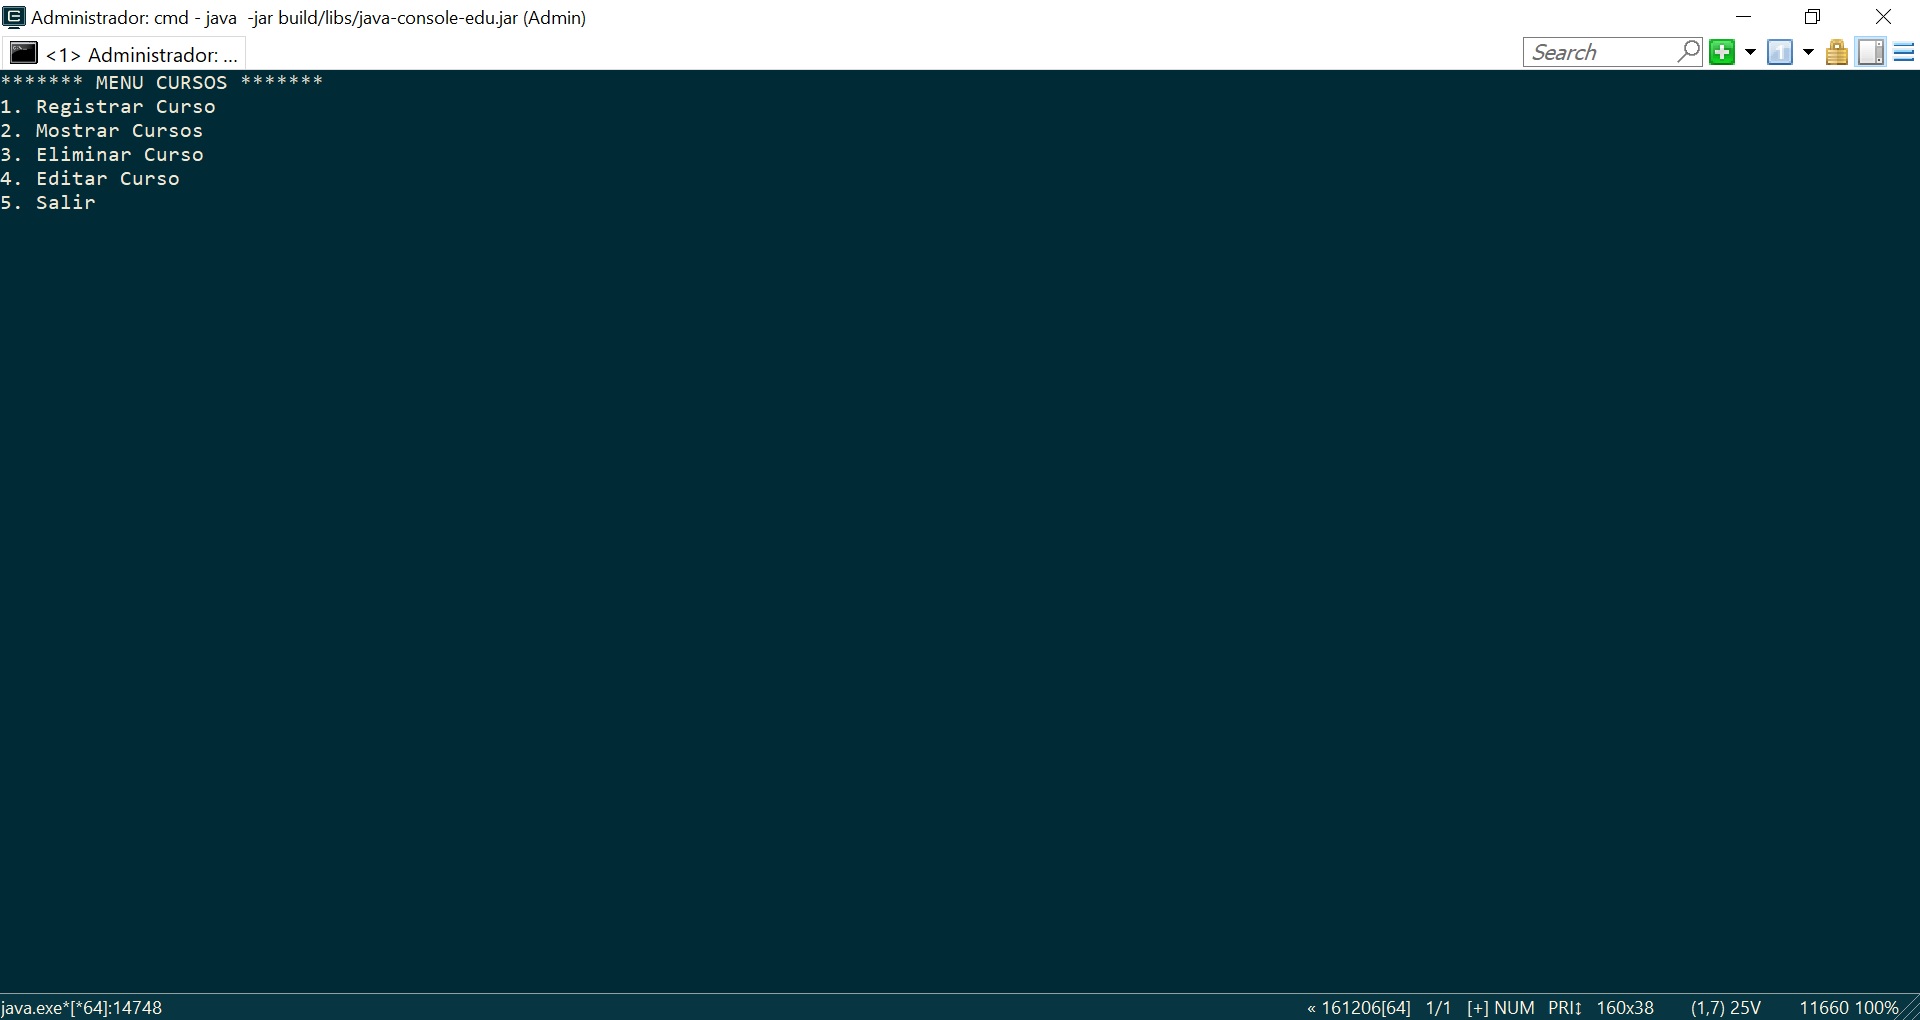 Administrador: cmd - java  -jar build/libs/java-console-edu.jar (Admin)
<1> Administrador: ...
Search
1
******* MENU CURSOS *******
1. Registrar Curso
2. Mostrar Cursos
3. Eliminar Curso
4. Editar Curso
5. Salir
java.exe*[*64]:14748
« 161206[64] 1/1 [+] NUM PRI↕ 160x38 (1,7) 25V 11660 100%